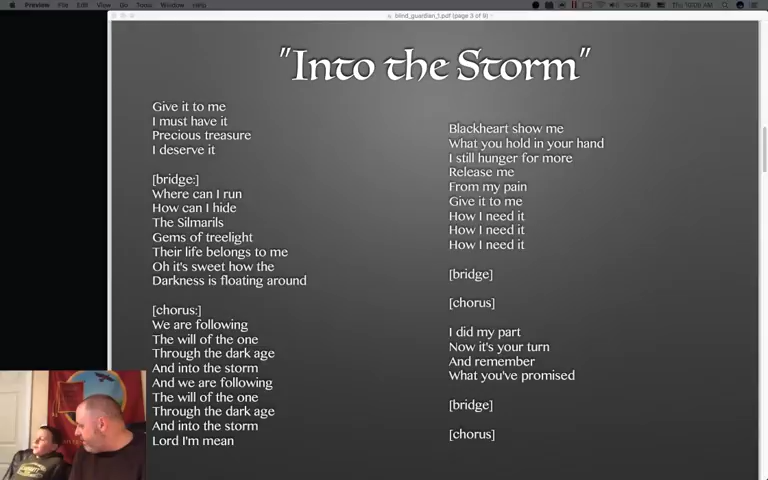 Preview File Edit View Go Tools Window Help
blind_guardian_1.pdf (page 3 of 9)
"Into the Storm"
Give it to me
I must have it
Precious treasure
I deserve it
[bridge:]
Where can I run
How can I hide
The Silmarils
Gems of treelight
Their life belongs to me
Oh it's sweet how the
Darkness is floating around
[chorus:]
We are following
The will of the one
Through the dark age
And into the storm
And we are following
The will of the one
Through the dark age
And into the storm
Lord I'm mean
Blackheart show me
What you hold in your hand
I still hunger for more
Release me
From my pain
Give it to me
How I need it
How I need it
How I need it
[bridge]
[chorus]
I did my part
Now it's your turn
And remember
What you've promised
[bridge]
[chorus]